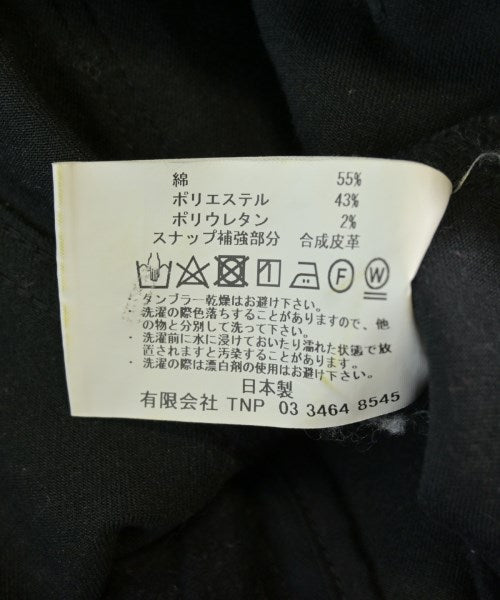 綿 55%
ポリエステル 43%
ポリウレタン 2%
スナップ補強部分 合成皮革
F W
・タンブラー乾燥はお避け下さい。
・洗濯の際色落ちすることがありますので、他
の物と分別して洗って下さい。
・洗濯前に水に浸けておいたり濡れた状態で放
置されますと汚染することがあります。
・洗濯の際は漂白剤の使用はお避け下さい。
日本製
有限会社 TNP 03 3464 8545